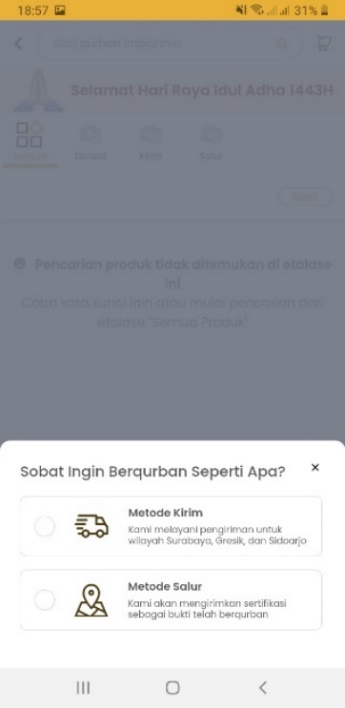 18:57
31%
Cari qurban impianmu
Selamat Hari Raya Idul Adha 1443H
Semua
Donasi
Kirim
Salur
Pencarian produk tidak ditemukan di etalase
ini
Coba kata kunci lain atau mulai pencarian dari
etalase "Semua Produk"
Sobat Ingin Berqurban Seperti Apa?
Metode Kirim
Kami melayani pengiriman untuk
wilayah Surabaya, Gresik, dan Sidoarjo
Metode Salur
Kami akan mengirimkan sertifikasi
sebagai bukti telah berqurban